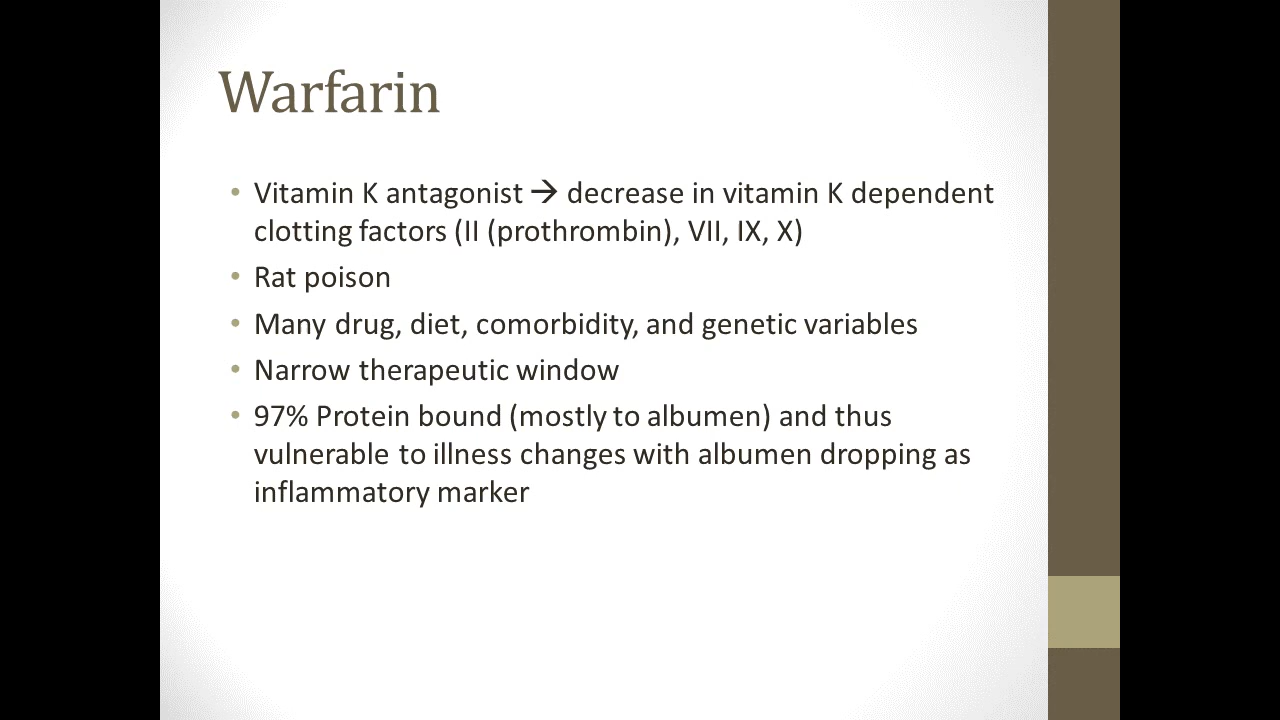 Warfarin
• Vitamin K antagonist → decrease in vitamin K dependent
clotting factors (II (prothrombin), VII, IX, X)
• Rat poison
• Many drug, diet, comorbidity, and genetic variables
• Narrow therapeutic window
• 97% Protein bound (mostly to albumen) and thus
vulnerable to illness changes with albumen dropping as
inflammatory marker